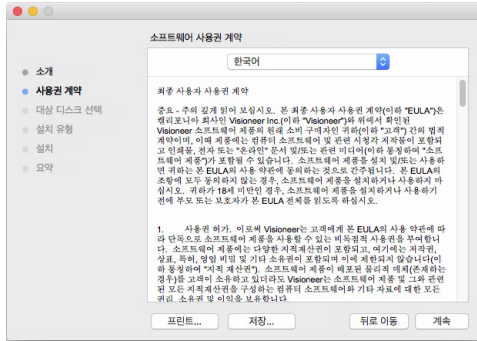 소프트웨어 사용권 계약
소개
사용권 계약
대상 디스크 선택
설치 유형
설치
요약
한국어
최종 사용자 사용권 계약
중요 - 주의 깊게 읽어 보십시오. 본 최종 사용자 사용권 계약(이하 "EULA")은
캘리포니아 회사인 Visioneer Inc.(이하 "Visioneer")와 위에서 확인된
Visioneer 소프트웨어 제품의 원래 소비 구매자인 귀하(이하 "고객") 간의 법적
계약이며, 이때 제품에는 컴퓨터 소프트웨어 및 관련 시청각 저작물이 포함되
고 인쇄물, 전자 또는 "온라인" 문서 및/또는 관련 미디어(이하 통칭하여 "소프
트웨어 제품")가 포함될 수 있습니다. 소프트웨어 제품을 설치 및/또는 사용하
면 귀하는 본 EULA의 사용 약관에 동의하는 것으로 간주됩니다. 본 EULA의
조항에 모두 동의하지 않는 경우, 소프트웨어 제품을 설치하거나 사용하지 마
십시오. 귀하가 18세 미만인 경우, 소프트웨어 제품을 설치하거나 사용하기
전에 부모 또는 보호자가 본 EULA 전체를 읽도록 하십시오.
1. 사용권 허가. 이로써 Visioneer는 고객에게 본 EULA의 사용 약관에 따
라 단독으로 소프트웨어 제품을 사용할 수 있는 비독점적 사용권을 부여합니
다. 소프트웨어 제품에는 다양한 지적재산권이 포함되고, 여기에는 저작권,
상표, 특허, 영업 비밀 및 기타 소유권이 포함되며 이에 제한되지 않습니다(이
하 통칭하여 "지적 재산권"). 소프트웨어 제품이 배포된 물리적 매체(존재하는
경우)를 고객이 소유하고 있더라도 Visioneer는 소프트웨어 제품 및 그와 관련
된 모든 지적재산권을 구성하는 컴퓨터 소프트웨어와 기타 자료에 대한 모든
권리, 소유권 및 이익을 보유합니다.
프린트... 저장... 뒤로 이동 계속